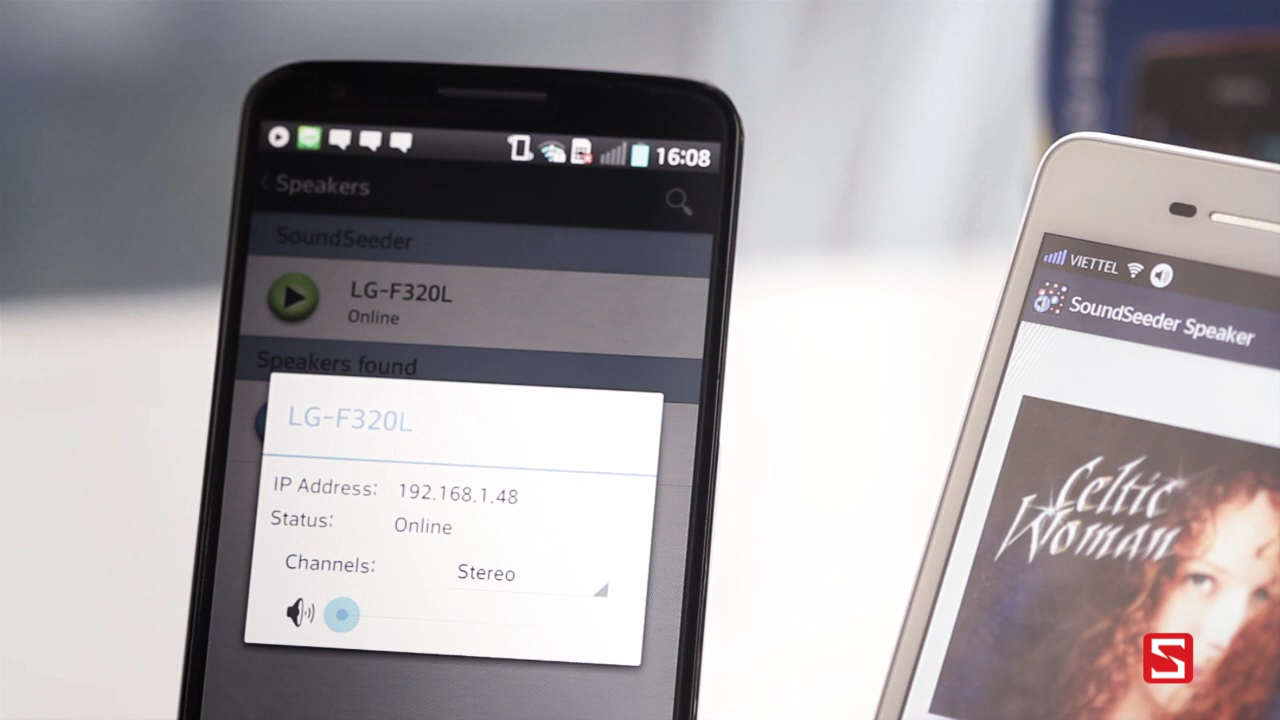 16:08
Speakers
SoundSeeder
LG-F320L
Online
Speakers found
LG-F320L
IP Address: 192.168.1.48
Status: Online
Channels: Stereo
VIETTEL
SoundSeeder Speaker
Celtic
Woman
S